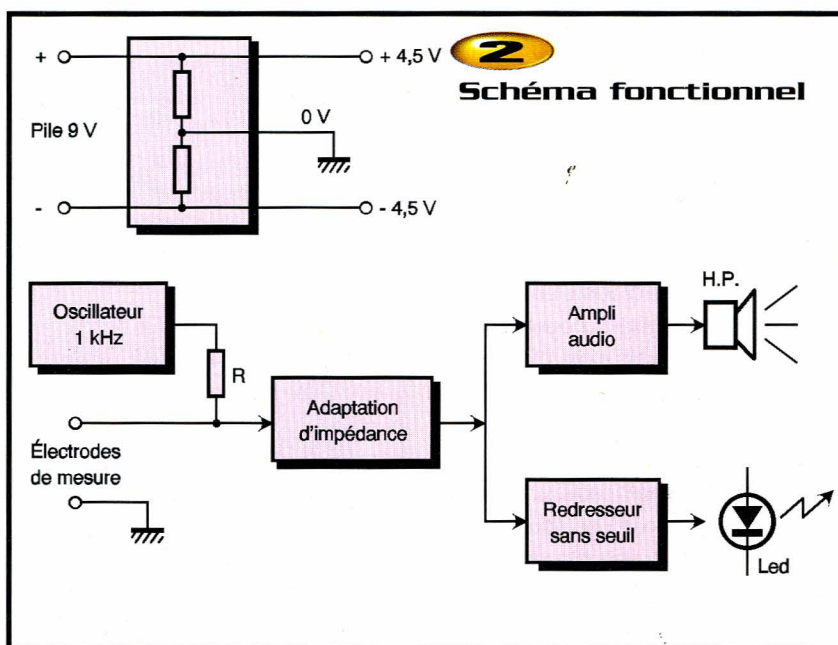 +
+ 4,5 V
2
Schéma fonctionnel
Pile 9 V
0 V
-
- 4,5 V
H.P.
Oscillateur
1 kHz
Ampli
audio
R
Adaptation
d'impédance
Électrodes
de mesure
Redresseur
sans seuil
Led